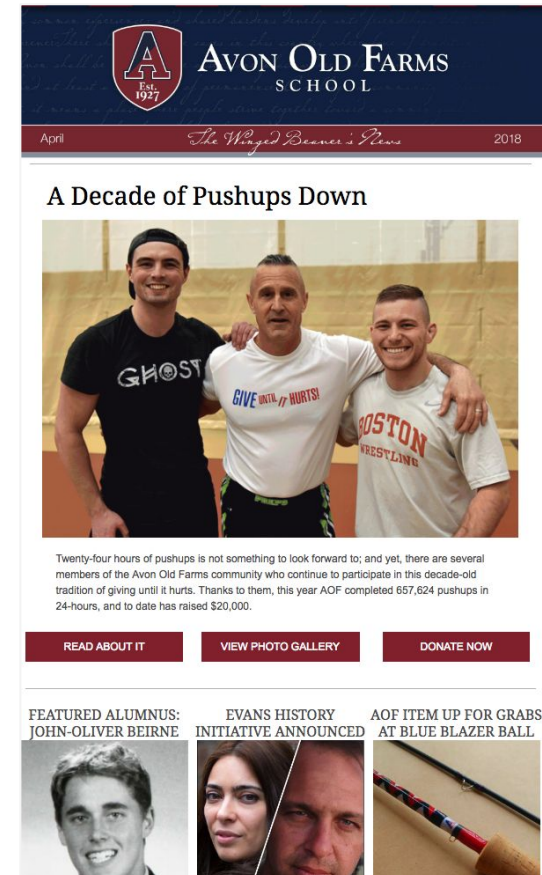 A
Est.
1927
AVON OLD FARMS
SCHOOL
April
The Winged Beaver's News
2018
A Decade of Pushups Down
GHOST
GIVE UNTIL IT HURTS!
BOSTON
WRESTLING
Twenty-four hours of pushups is not something to look forward to; and yet, there are several
members of the Avon Old Farms community who continue to participate in this decade-old
tradition of giving until it hurts. Thanks to them, this year AOF completed 657,624 pushups in
24-hours, and to date has raised $20,000.
READ ABOUT IT
VIEW PHOTO GALLERY
DONATE NOW
FEATURED ALUMNUS:
JOHN-OLIVER BEIRNE
EVANS HISTORY
INITIATIVE ANNOUNCED
AOF ITEM UP FOR GRABS
AT BLUE BLAZER BALL